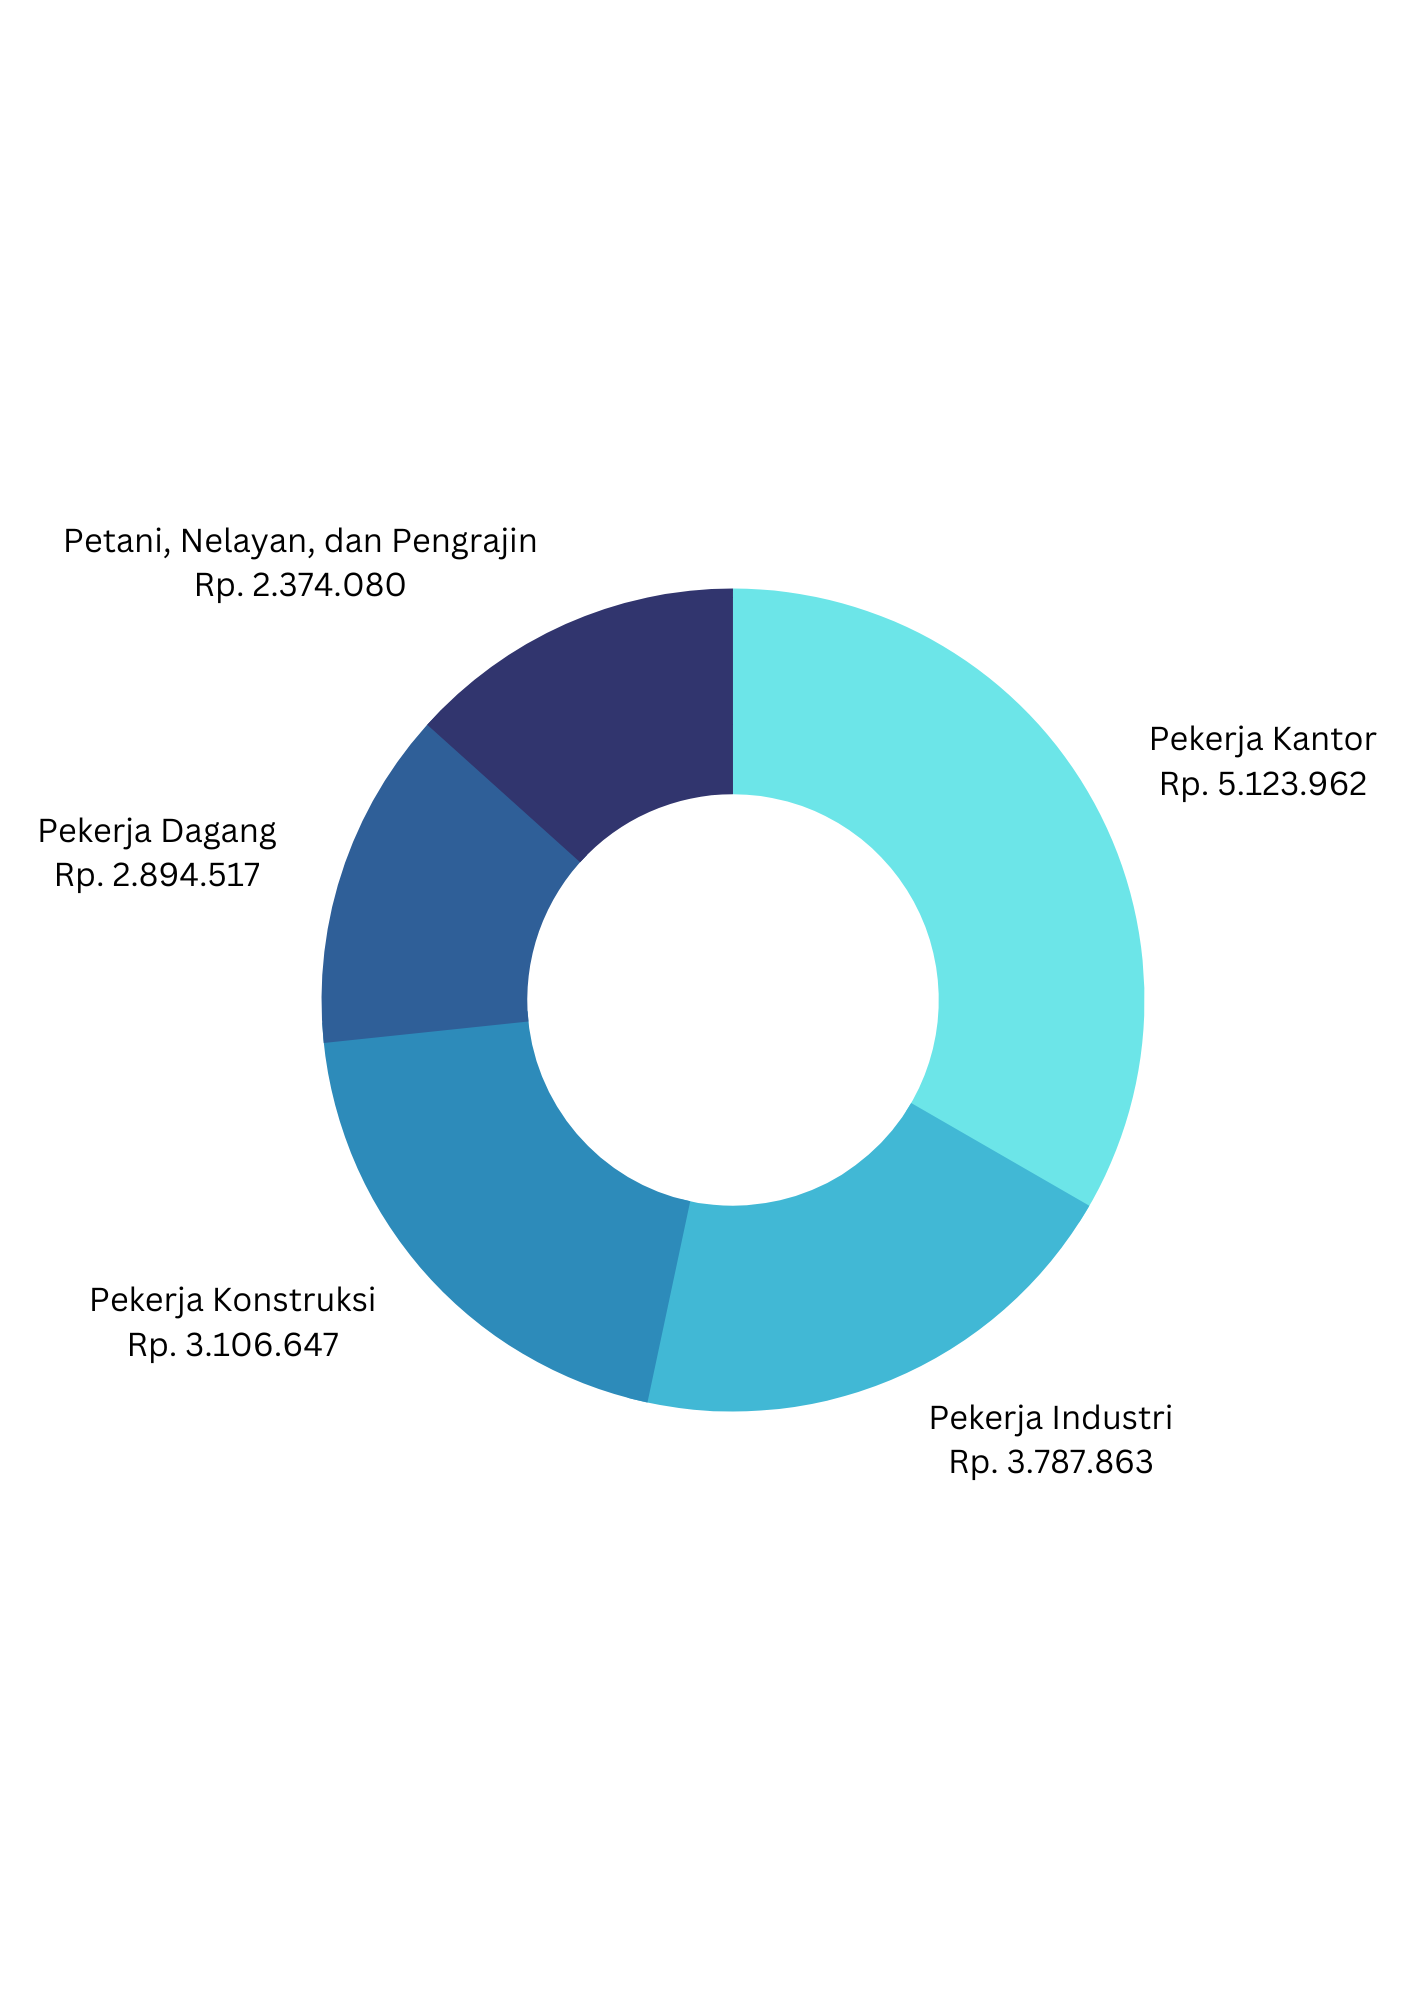 Petani, Nelayan, dan Pengrajin
Rp. 2.374.080
Pekerja Kantor
Rp. 5.123.962
Pekerja Dagang
Rp. 2.894.517
Pekerja Konstruksi
Rp. 3.106.647
Pekerja Industri
Rp. 3.787.863